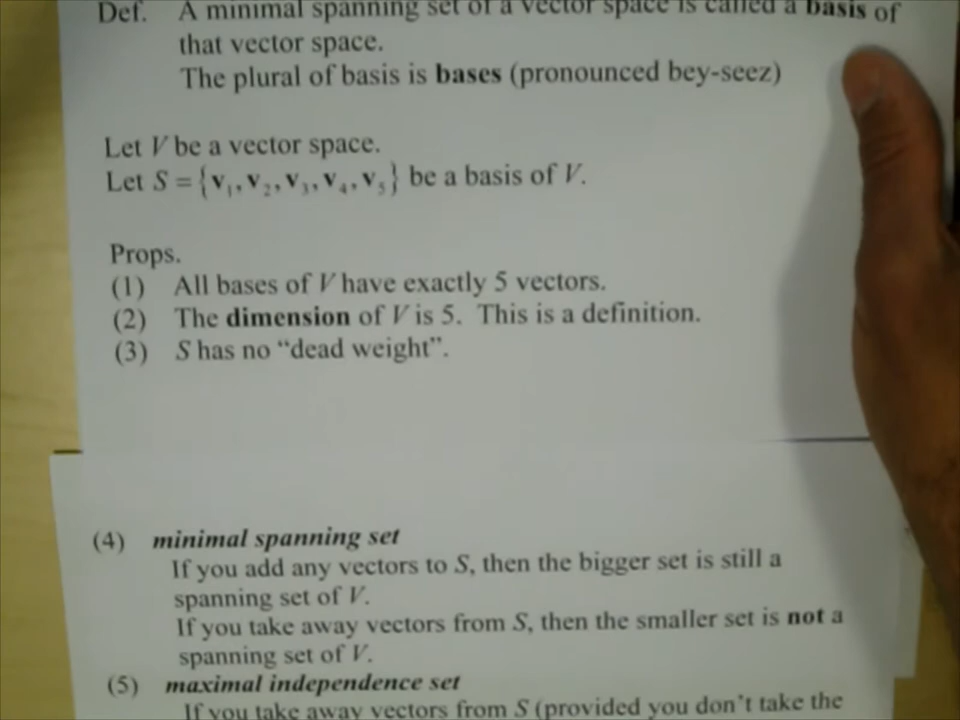 Def. A minimal spanning set of a vector space is called a basis of
that vector space.
The plural of basis is bases (pronounced bey-seez)
Let V be a vector space.
Let S = {v₁, v₂, v₃, v₄, v₅} be a basis of V.
Props.
(1) All bases of V have exactly 5 vectors.
(2) The dimension of V is 5. This is a definition.
(3) S has no “dead weight”.
(4) minimal spanning set
If you add any vectors to S, then the bigger set is still a
spanning set of V.
If you take away vectors from S, then the smaller set is not a
spanning set of V.
(5) maximal independence set
If you take away vectors from S (provided you don’t take the